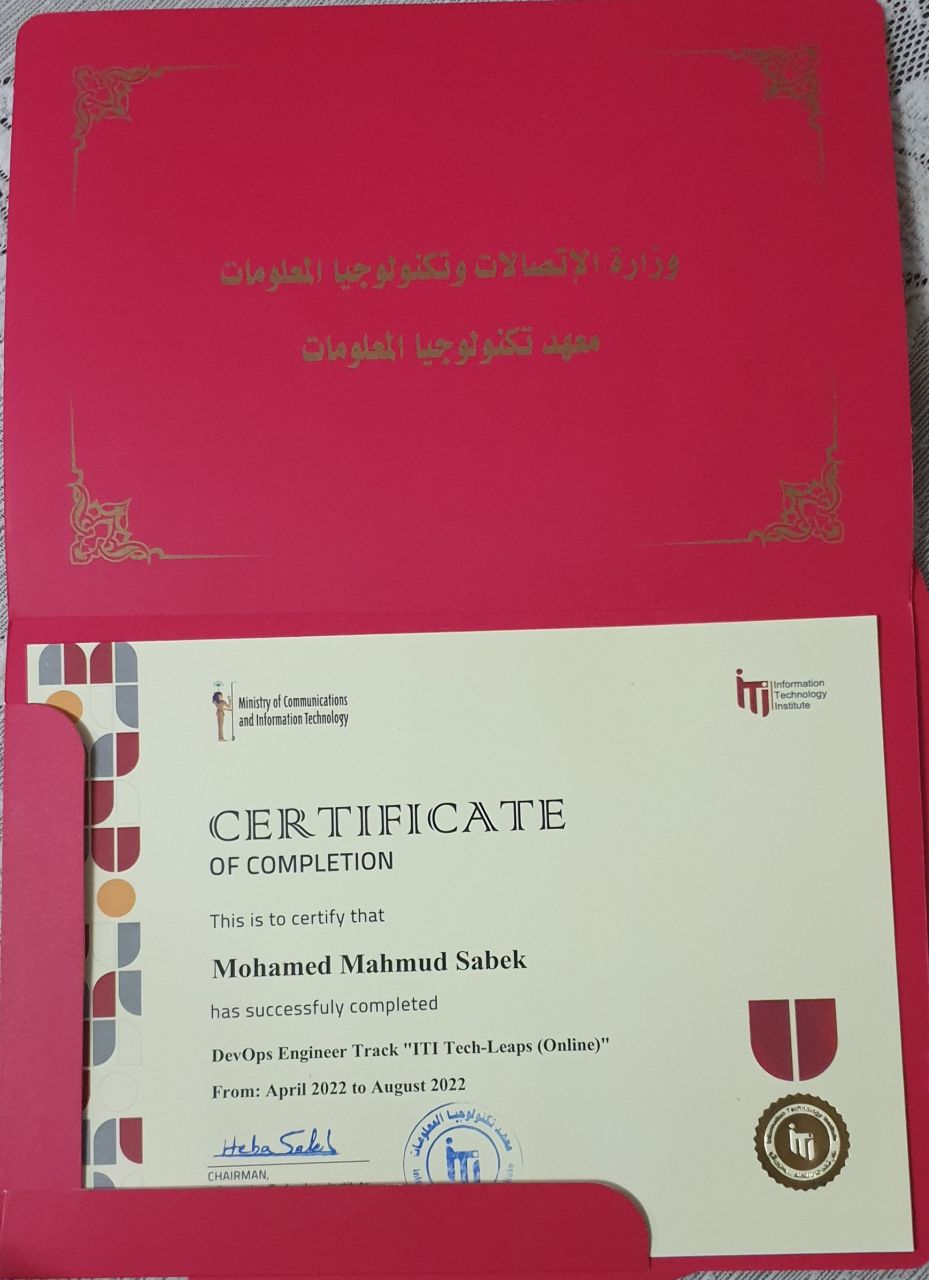 وزارة الإتصالات وتكنولوجيا المعلومات
معهد تكنولوجيا المعلومات
Ministry of Communications
and Information Technology
iTi
Information
Technology
Institute
CERTIFICATE
OF COMPLETION
This is to certify that
Mohamed Mahmud Sabek
has successfuly completed
DevOps Engineer Track "ITI Tech-Leaps (Online)"
From: April 2022 to August 2022
Heba Saleh
CHAIRMAN,
معهد تكنولوجيا المعلومات
iTi
Information Technology Institute
iTi